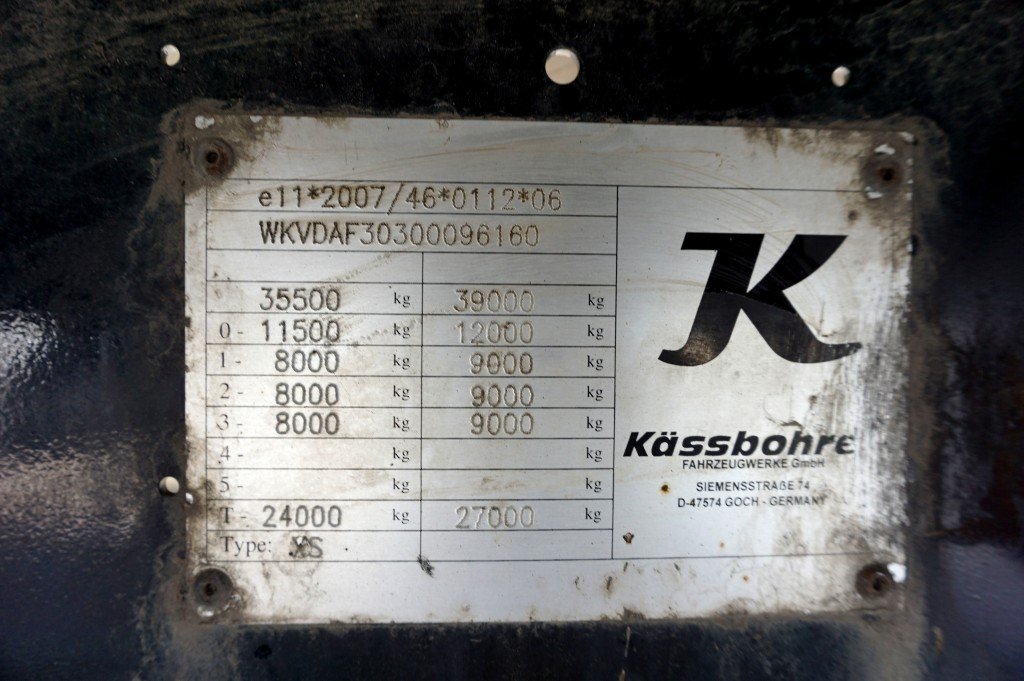 e11*2007/46*0112*06
WKVDAF30300096160
35500 kg 39000 kg
0- 11500 kg 12000 kg
1- 8000 kg 9000 kg
2- 8000 kg 9000 kg
3- 8000 kg 9000 kg
4- kg kg
5- kg kg
T- 24000 kg 27000 kg
Type: XS
K
Kässbohrer
FAHRZEUGWERKE GmbH
SIEMENSSTRAßE 74
D-47574 GOCH - GERMANY